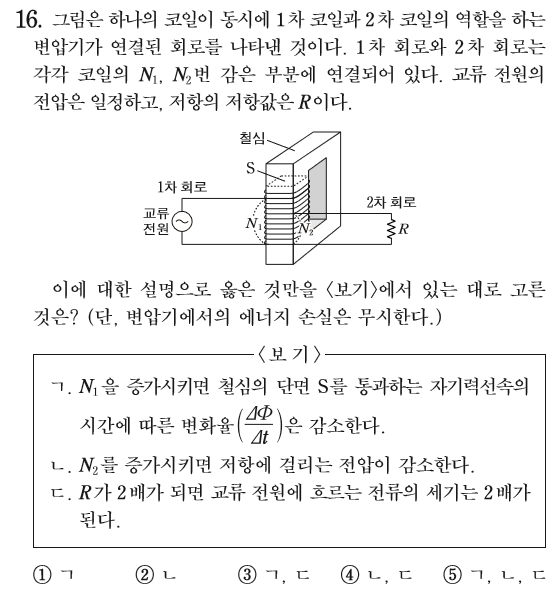 16. 그림은 하나의 코일이 동시에 1차 코일과 2차 코일의 역할을 하는
변압기가 연결된 회로를 나타낸 것이다. 1차 회로와 2차 회로는
각각 코일의 N₁, N₂번 감은 부분에 연결되어 있다. 교류 전원의
전압은 일정하고, 저항의 저항값은 R이다.
철심
S
1차 회로
2차 회로
교류
전원
N₁
N₂
R
이에 대한 설명으로 옳은 것만을 〈보기〉에서 있는 대로 고른
것은? (단, 변압기에서의 에너지 손실은 무시한다.)
〈보 기〉
ㄱ. N₁을 증가시키면 철심의 단면 S를 통과하는 자기력선속의
시간에 따른 변화율(ΔΦ/Δt)은 감소한다.
ㄴ. N₂를 증가시키면 저항에 걸리는 전압이 감소한다.
ㄷ. R가 2배가 되면 교류 전원에 흐르는 전류의 세기는 2배가
된다.
① ㄱ ② ㄴ ③ ㄱ, ㄷ ④ ㄴ, ㄷ ⑤ ㄱ, ㄴ, ㄷ